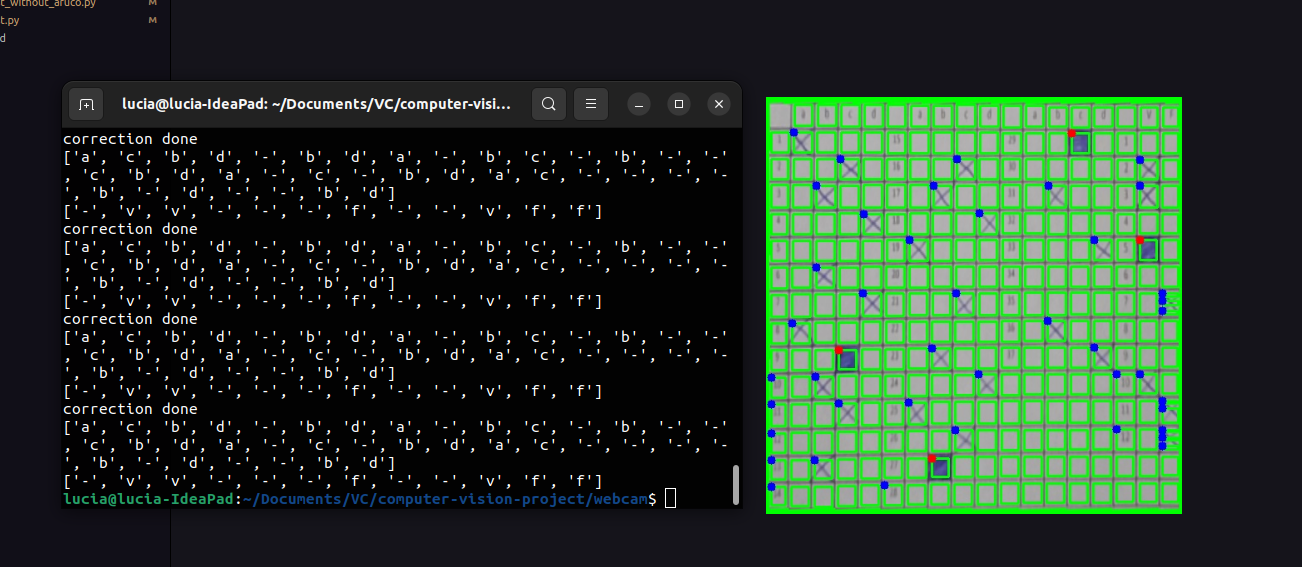 t_without_aruco.py M
t.py M
d
lucia@lucia-IdeaPad: ~/Documents/VC/computer-visi...
correction done
['a', 'c', 'b', 'd', '-', 'b', 'd', 'a', '-', 'b', 'c', '-', 'b', '-', '-'
, 'c', 'b', 'd', 'a', '-', 'c', '-', 'b', 'd', 'a', 'c', '-', '-', '-', '-
', 'b', '-', 'd', '-', '-', 'b', 'd']
['-', 'v', 'v', '-', '-', '-', 'f', '-', '-', 'v', 'f', 'f']
correction done
['a', 'c', 'b', 'd', '-', 'b', 'd', 'a', '-', 'b', 'c', '-', 'b', '-', '-'
, 'c', 'b', 'd', 'a', '-', 'c', '-', 'b', 'd', 'a', 'c', '-', '-', '-', '-
', 'b', '-', 'd', '-', '-', 'b', 'd']
['-', 'v', 'v', '-', '-', '-', 'f', '-', '-', 'v', 'f', 'f']
correction done
['a', 'c', 'b', 'd', '-', 'b', 'd', 'a', '-', 'b', 'c', '-', 'b', '-', '-'
, 'c', 'b', 'd', 'a', '-', 'c', '-', 'b', 'd', 'a', 'c', '-', '-', '-', '-
', 'b', '-', 'd', '-', '-', 'b', 'd']
['-', 'v', 'v', '-', '-', '-', 'f', '-', '-', 'v', 'f', 'f']
correction done
['a', 'c', 'b', 'd', '-', 'b', 'd', 'a', '-', 'b', 'c', '-', 'b', '-', '-'
, 'c', 'b', 'd', 'a', '-', 'c', '-', 'b', 'd', 'a', 'c', '-', '-', '-', '-
', 'b', '-', 'd', '-', '-', 'b', 'd']
['-', 'v', 'v', '-', '-', '-', 'f', '-', '-', 'v', 'f', 'f']
lucia@lucia-IdeaPad:~/Documents/VC/computer-vision-project/webcam$